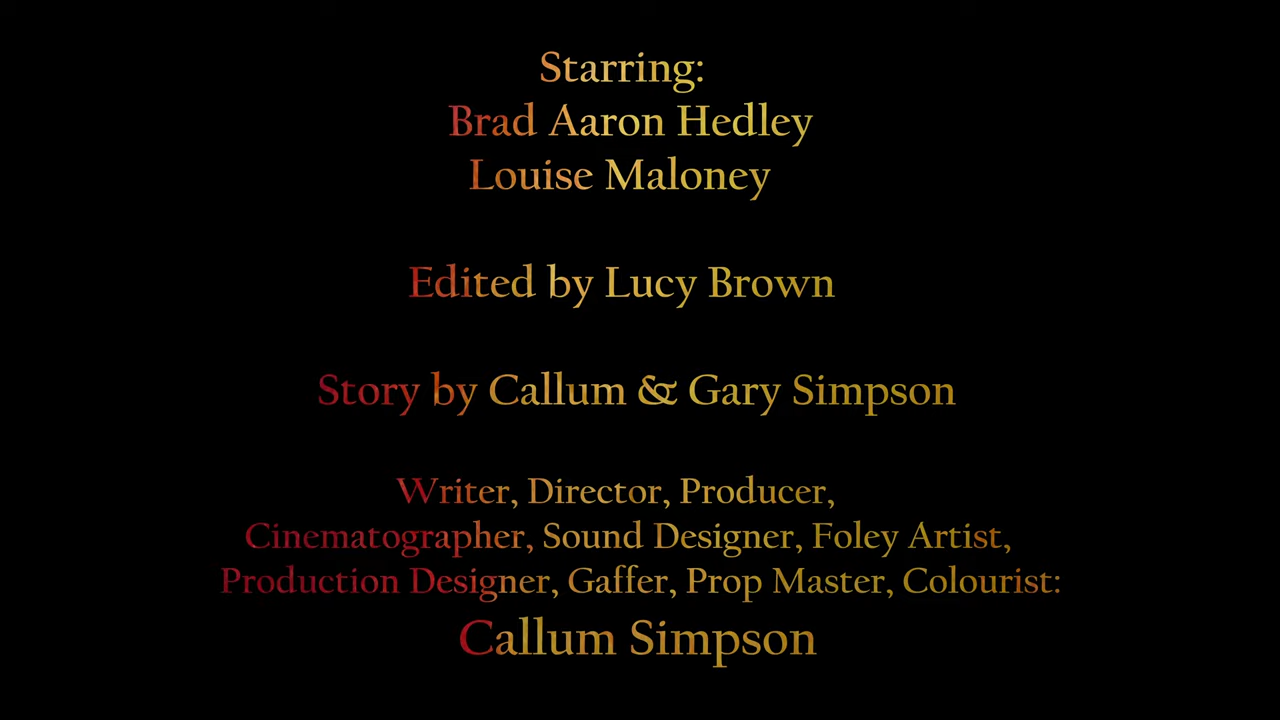 Starring:
Brad Aaron Hedley
Louise Maloney
Edited by Lucy Brown
Story by Callum & Gary Simpson
Writer, Director, Producer,
Cinematographer, Sound Designer, Foley Artist,
Production Designer, Gaffer, Prop Master, Colourist:
Callum Simpson